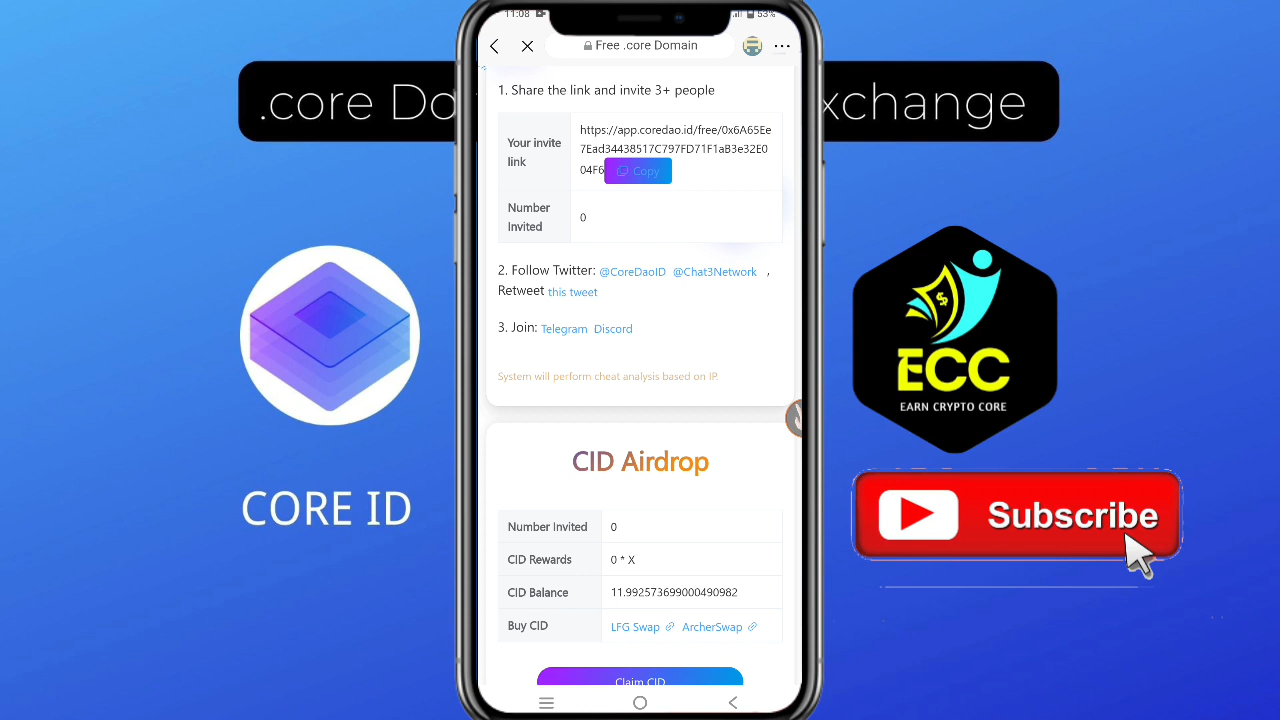 11:08
53%
Free .core Domain
.core Do
xchange
1. Share the link and invite 3+ people
Your invite link
https://app.coredao.id/free/0x6A65Ee
7Ead34438517C797FD71F1aB3e32E0
04F6 Copy
Number Invited
0
2. Follow Twitter: @CoreDaoID @Chat3Network ,
Retweet this tweet
3. Join: Telegram Discord
System will perform cheat analysis based on IP.
CID Airdrop
Number Invited 0
CID Rewards 0 * X
CID Balance 11.992573699000490982
Buy CID LFG Swap ArcherSwap
Claim CID
CORE ID
$
ECC
EARN CRYPTO CORE
Subscribe